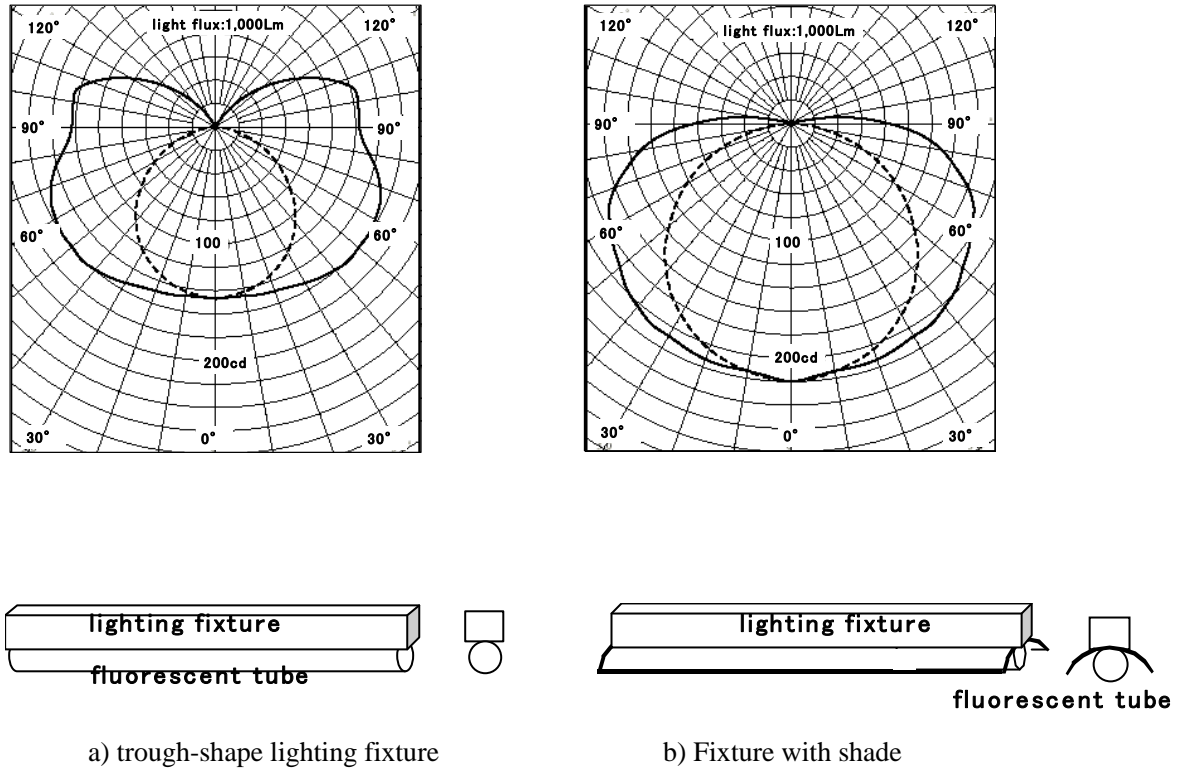 light flux:1,000Lm
120° 120°
90° 90°
60° 60°
100
200cd
30° 0° 30°
light flux:1,000Lm
120° 120°
90° 90°
60° 60°
100
200cd
30° 0° 30°
lighting fixture
fluorescent tube
lighting fixture
fluorescent tube
a) trough-shape lighting fixture
b) Fixture with shade